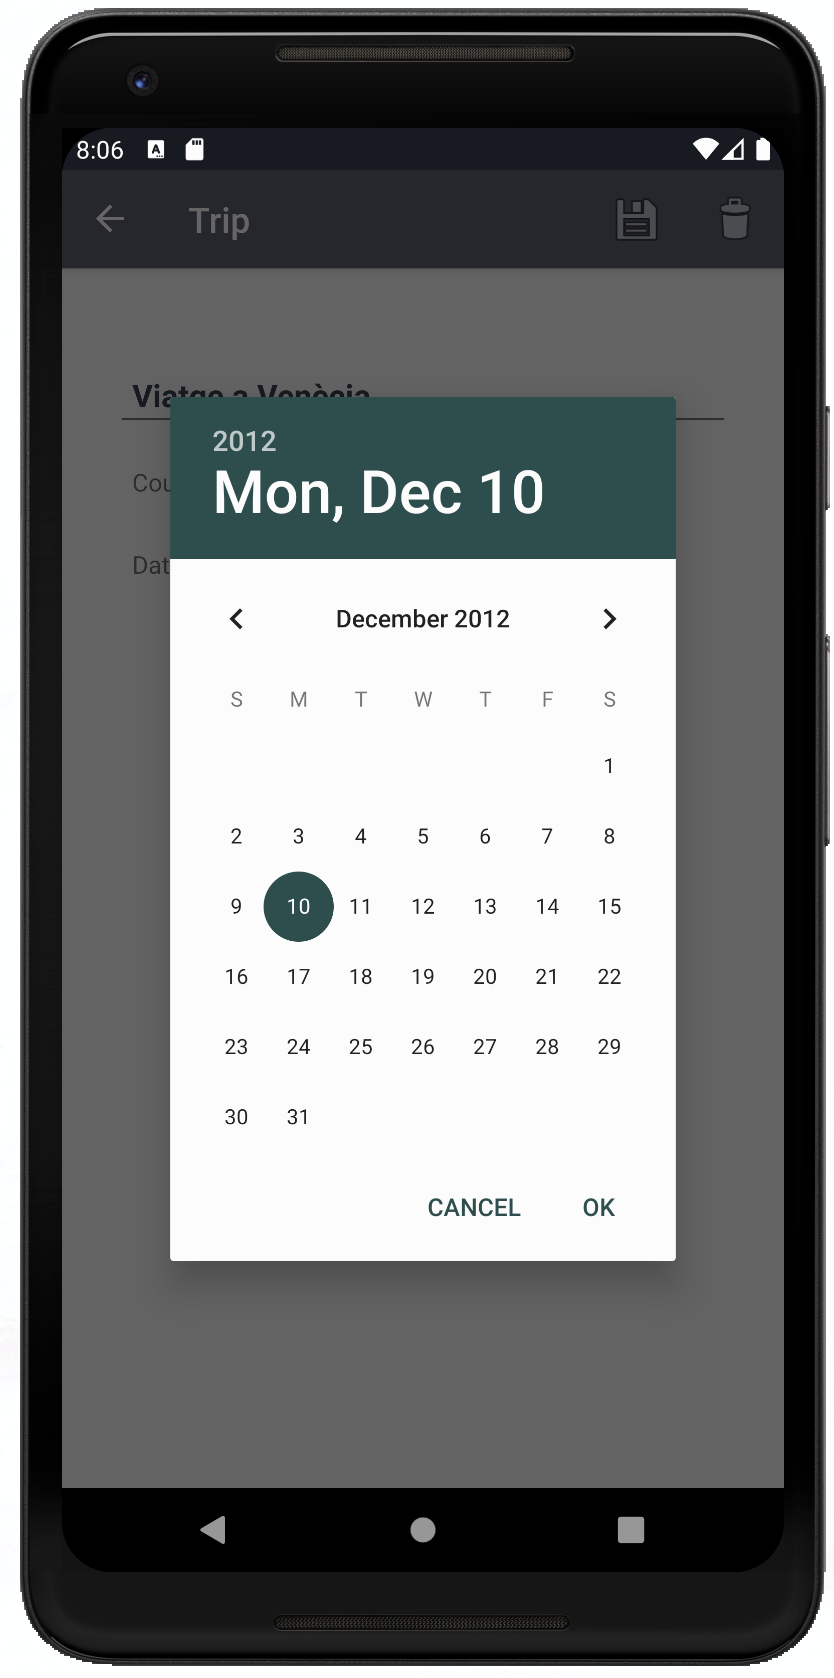 8:06 A
Trip
Viatge a Venècia
2012
Mon, Dec 10
Cou
Dat
December 2012
S M T W T F S
1
2 3 4 5 6 7 8
9 10 11 12 13 14 15
16 17 18 19 20 21 22
23 24 25 26 27 28 29
30 31
CANCEL OK